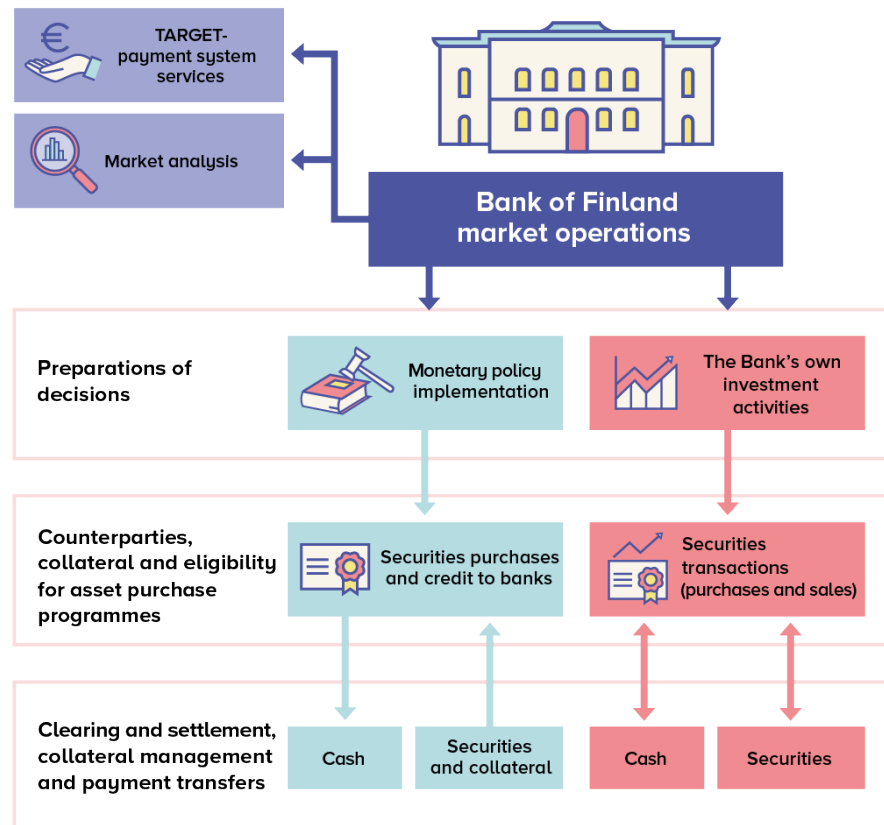 €
TARGET-
payment system
services
Market analysis
Bank of Finland
market operations
Preparations of
decisions
Monetary policy
implementation
The Bank's own
investment
activities
Counterparties,
collateral and eligibility
for asset purchase
programmes
Securities purchases
and credit to banks
Securities
transactions
(purchases and sales)
Clearing and settlement,
collateral management
and payment transfers
Cash
Securities
and collateral
Cash
Securities